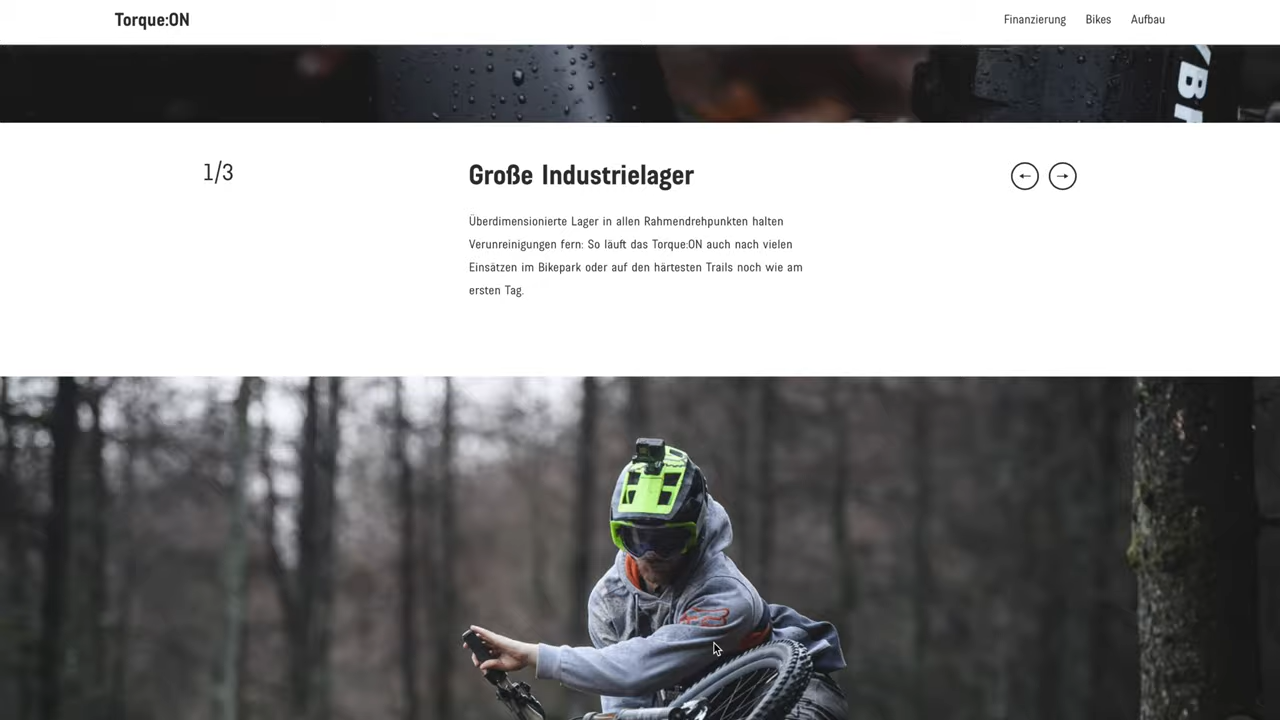 Torque:ON
Finanzierung Bikes Aufbau
1/3
Große Industrielager
Überdimensionierte Lager in allen Rahmendrehpunkten halten
Verunreinigungen fern: So läuft das Torque:ON auch nach vielen
Einsätzen im Bikepark oder auf den härtesten Trails noch wie am
ersten Tag.